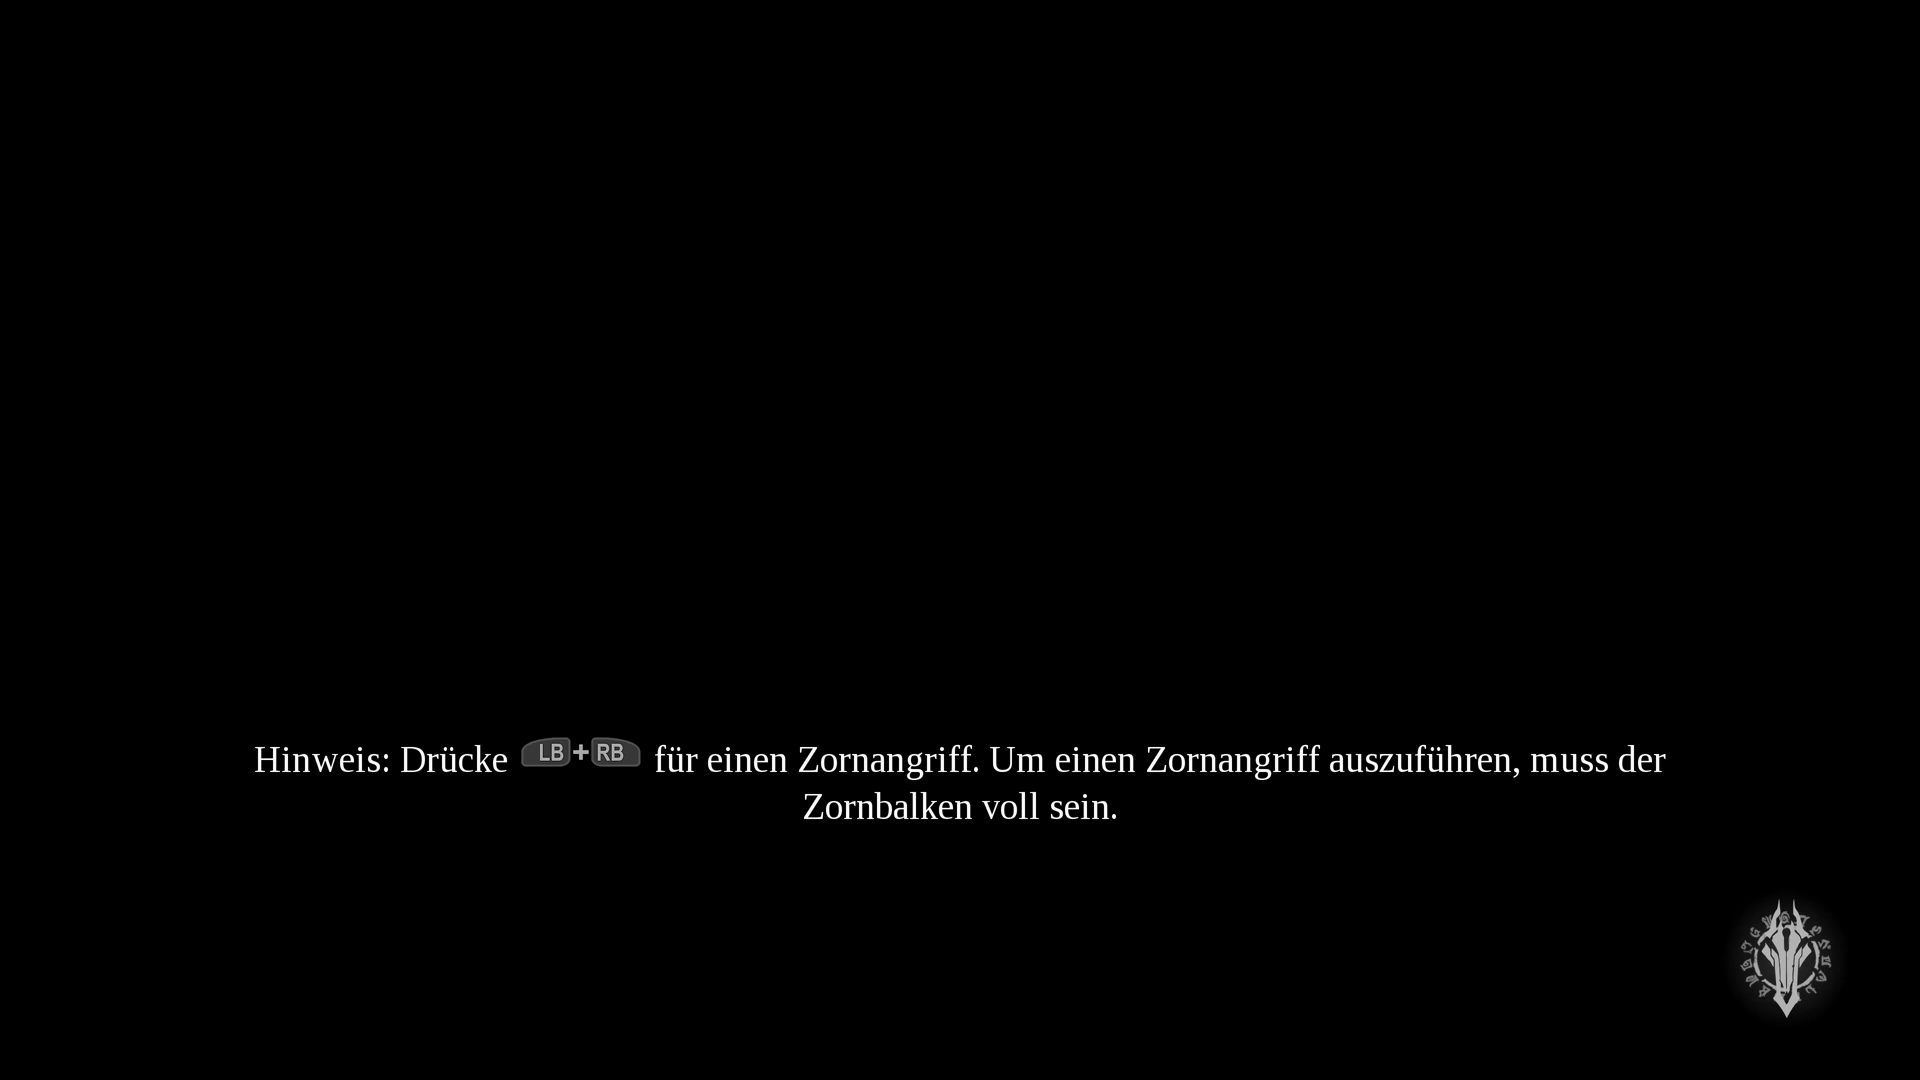 Hinweis: Drücke LB+RB für einen Zornangriff. Um einen Zornangriff auszuführen, muss der
Zornbalken voll sein.